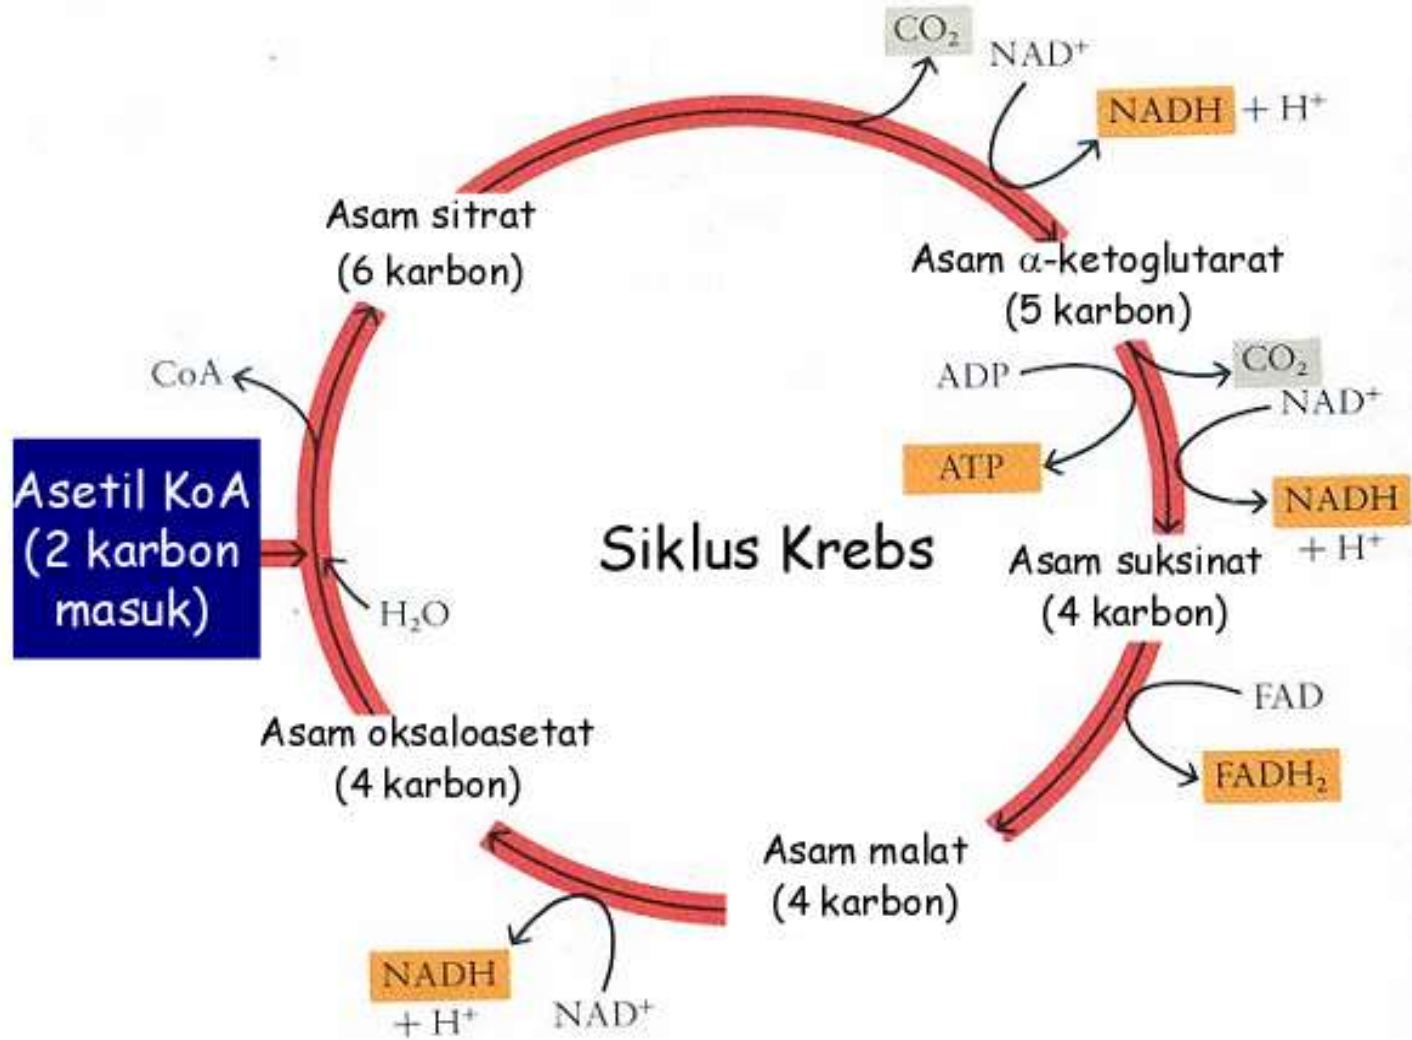 CO₂
NAD⁺
NADH + H⁺
Asam sitrat
(6 karbon)
Asam α-ketoglutarat
(5 karbon)
CoA
ADP
CO₂
NAD⁺
ATP
NADH
+ H⁺
Asetil KoA
(2 karbon
masuk)
Siklus Krebs
Asam suksinat
(4 karbon)
H₂O
FAD
FADH₂
Asam oksaloasetat
(4 karbon)
Asam malat
(4 karbon)
NADH
+ H⁺
NAD⁺